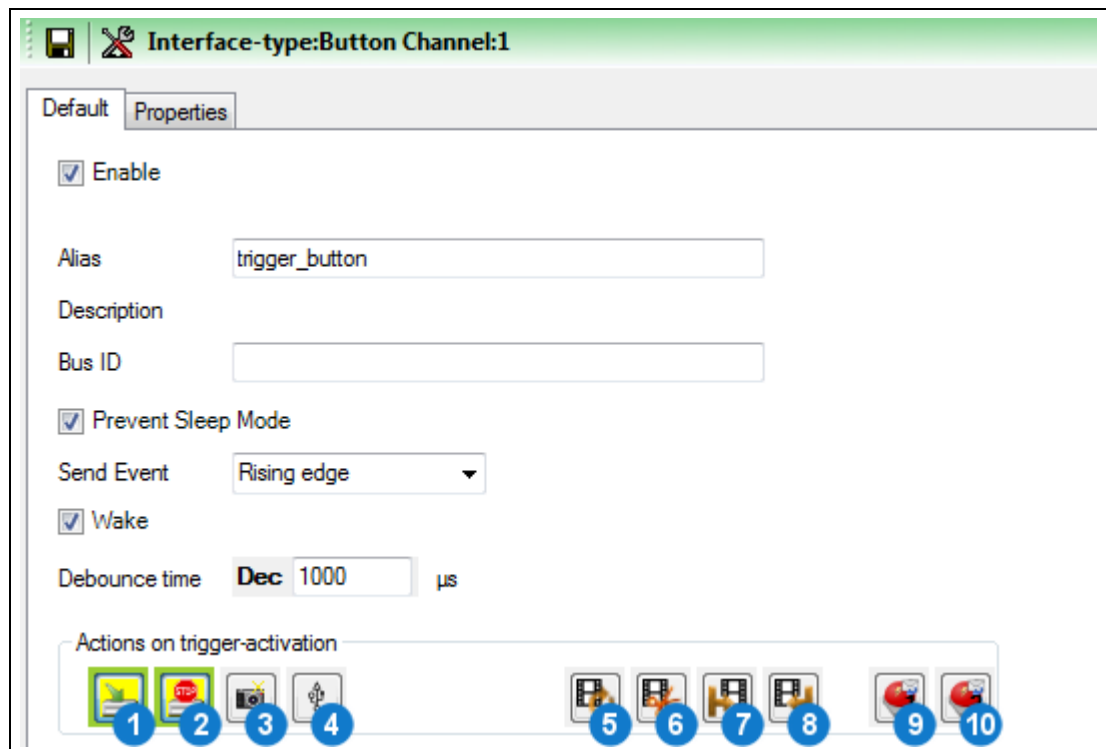 Interface-type:Button Channel:1
Default Properties
Enable
Alias trigger_button
Description
Bus ID
Prevent Sleep Mode
Send Event Rising edge
Wake
Debounce time Dec 1000 µs
Actions on trigger-activation
STOP
1 2 3 4 5 6 7 8 9 10